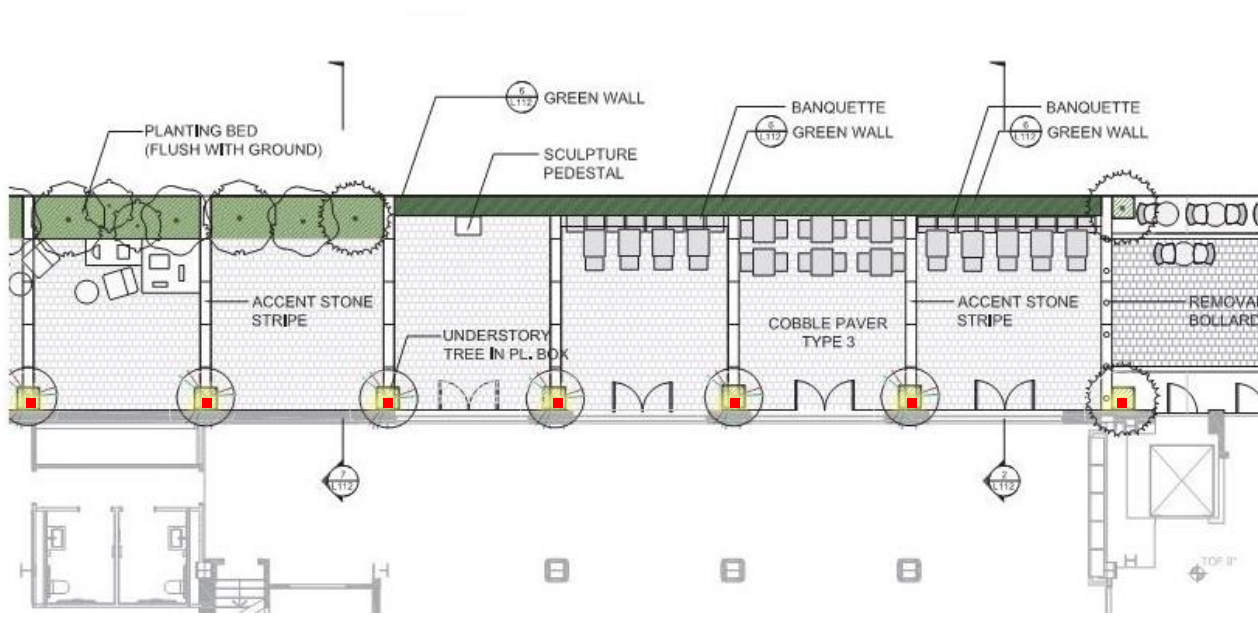 6
L112
GREEN WALL
BANQUETTE
6
L112
GREEN WALL
BANQUETTE
6
L112
GREEN WALL
PLANTING BED
(FLUSH WITH GROUND)
SCULPTURE
PEDESTAL
ACCENT STONE
STRIPE
UNDERSTORY
TREE IN PL. BOX
COBBLE PAVER
TYPE 3
ACCENT STONE
STRIPE
REMOVA
BOLLARD
7
L112
2
L112
TOF 0"